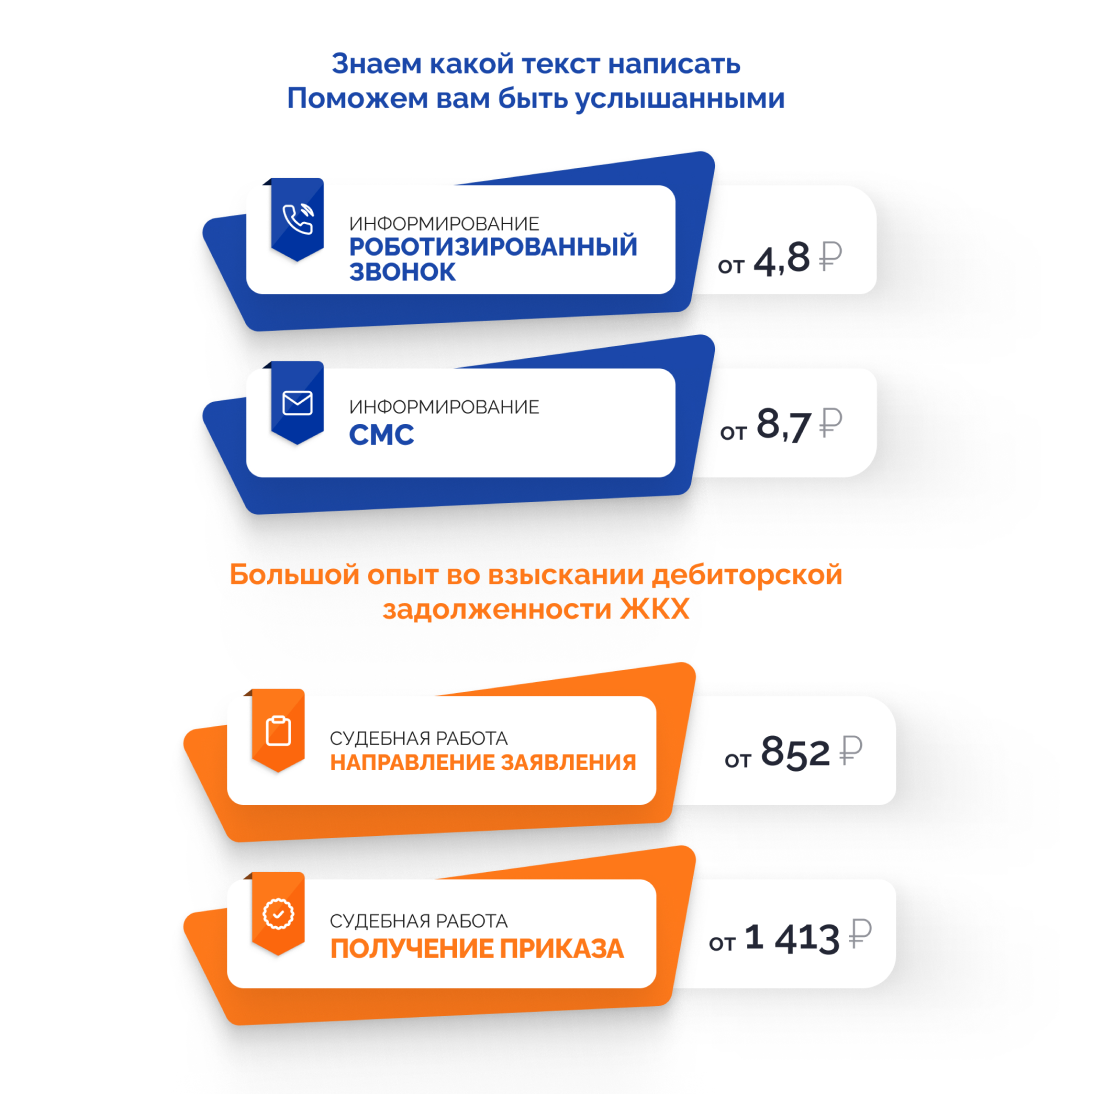 Знаем какой текст написать
Поможем вам быть услышанными
ИНФОРМИРОВАНИЕ
РОБОТИЗИРОВАННЫЙ
ЗВОНОК
от 4,8 ₽
ИНФОРМИРОВАНИЕ
СМС
от 8,7 ₽
Большой опыт во взыскании дебиторской
задолженности ЖКХ
СУДЕБНАЯ РАБОТА
НАПРАВЛЕНИЕ ЗАЯВЛЕНИЯ
от 852 ₽
СУДЕБНАЯ РАБОТА
ПОЛУЧЕНИЕ ПРИКАЗА
от 1 413 ₽